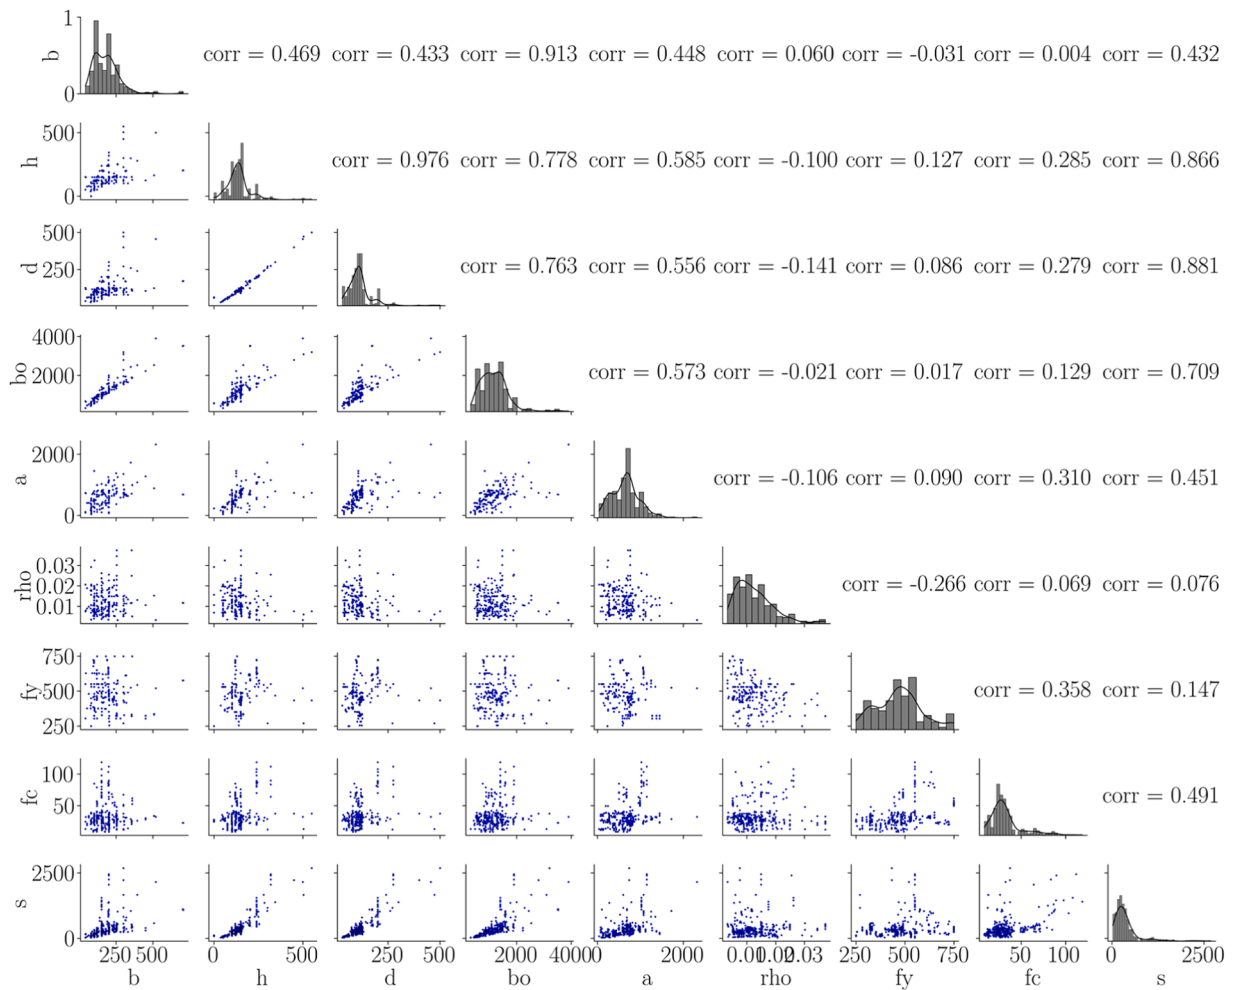 1
b
corr = 0.469 corr = 0.433 corr = 0.913 corr = 0.448 corr = 0.060 corr = -0.031 corr = 0.004 corr = 0.432
0
500
h
corr = 0.976 corr = 0.778 corr = 0.585 corr = -0.100 corr = 0.127 corr = 0.285 corr = 0.866
0
500
d
corr = 0.763 corr = 0.556 corr = -0.141 corr = 0.086 corr = 0.279 corr = 0.881
250
4000
bo
corr = 0.573 corr = -0.021 corr = 0.017 corr = 0.129 corr = 0.709
2000
2000
a
corr = -0.106 corr = 0.090 corr = 0.310 corr = 0.451
0
0.03
rho
0.02
corr = -0.266 corr = 0.069 corr = 0.076
0.01
750
fy
500
corr = 0.358 corr = 0.147
250
100
fc
corr = 0.491
50
2500
s
0
250 500 0 500 250 500 2000 4000 0 2000 0.01 0.02 0.03 250 500 750 50 100 0 2500
b h d bo a rho fy fc s